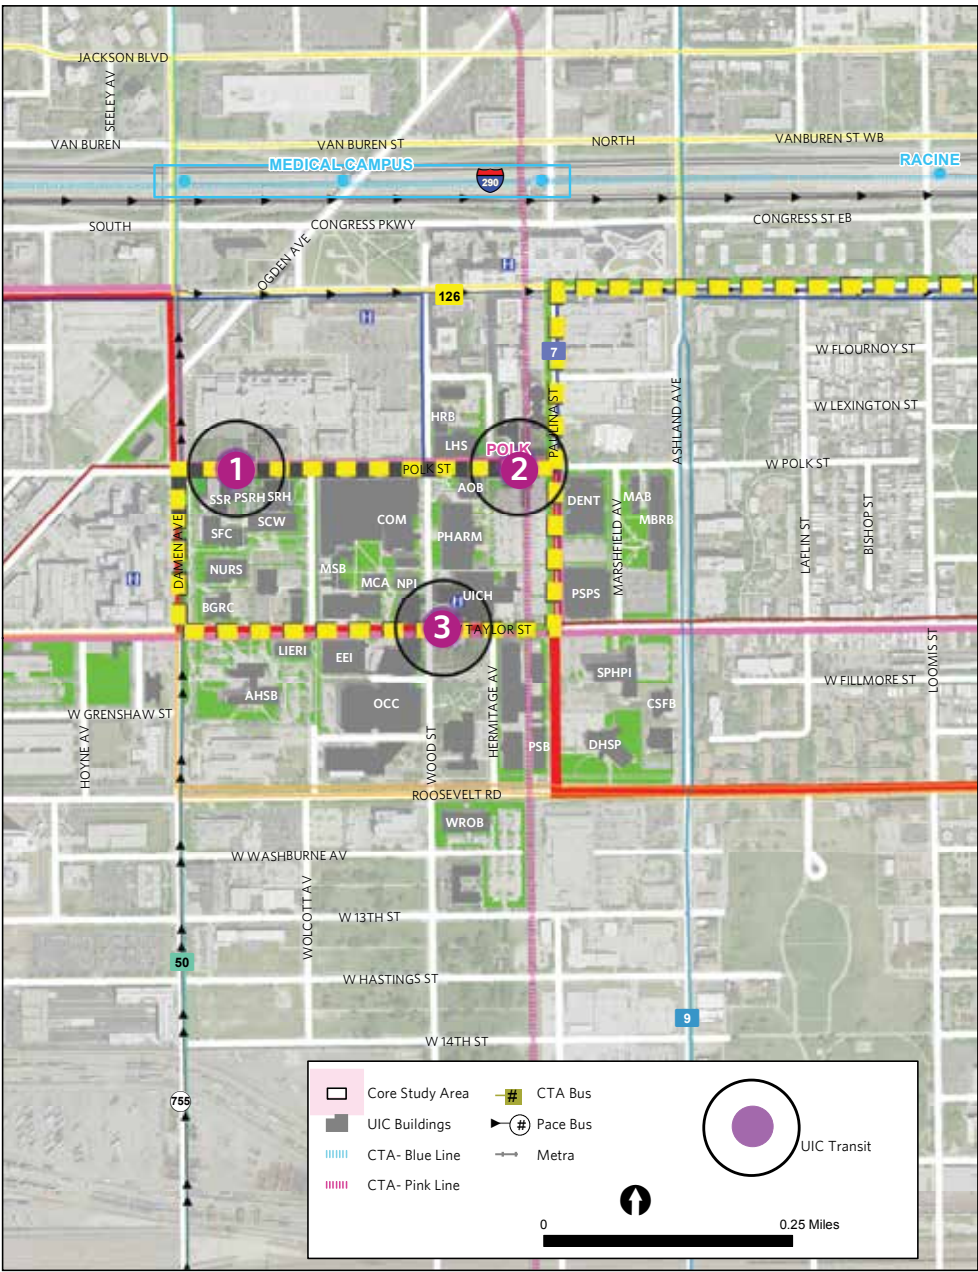 JACKSON BLVD
SEELEY AV
VAN BUREN
VAN BUREN ST
NORTH
VANBUREN ST WB
MEDICAL CAMPUS
290
RACINE
SOUTH
CONGRESS PKWY
CONGRESS ST EB
OGDEN AVE
H
126
H
7
W FLOURNOY ST
PAULINA ST
ASHLAND AVE
W LEXINGTON ST
HRB
LHS
POLK
1
2
POLK ST
W POLK ST
AOB
SSR
PSRH
SRH
DENT
MAB
SCW
COM
MBRB
SFC
PHARM
DAMEN AVE
MARSHFIELD AV
LAFLIN ST
BISHOP ST
NURS
MSB
MCA
NPI
H
UICH
PSPS
H
BGRC
3
TAYLOR ST
LIERI
EEI
SPHPI
LOOMIS ST
W FILLMORE ST
AHSB
OCC
CSFB
W GRENSHAW ST
HOYNE AV
WOOD ST
HERMITAGE AV
PSB
DHSP
ROOSEVELT RD
WROB
W WASHBURNE AV
WOLCOTT AV
W 13TH ST
50
W HASTINGS ST
9
W 14TH ST
755
Core Study Area
# CTA Bus
UIC Buildings
# Pace Bus
CTA- Blue Line
Metra
UIC Transit
CTA- Pink Line
0 0.25 Miles